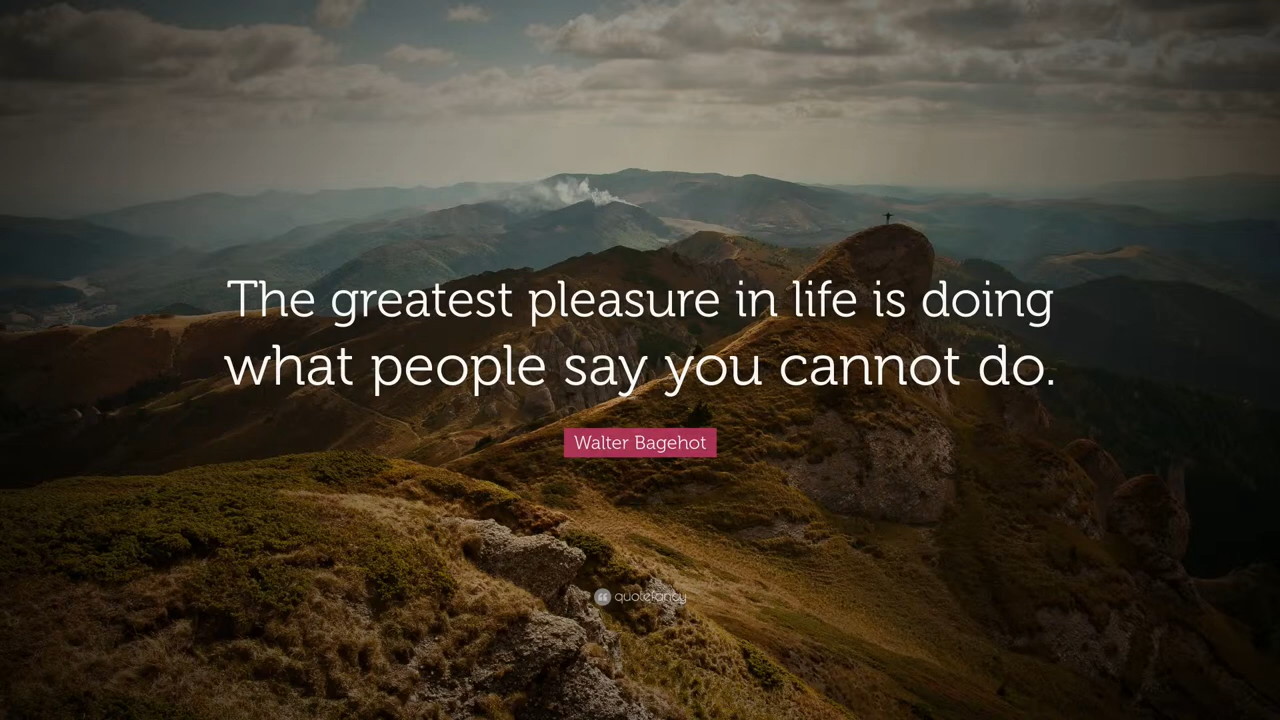 The greatest pleasure in life is doing
what people say you cannot do.
Walter Bagehot
quotefancy